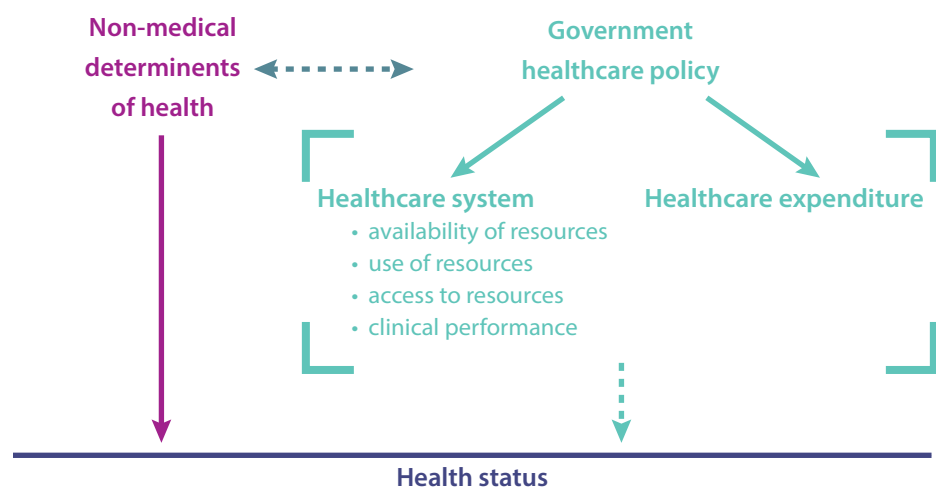 Non-medical
determinents
of health
Government
healthcare policy
Healthcare system
• availability of resources
• use of resources
• access to resources
• clinical performance
Healthcare expenditure
Health status